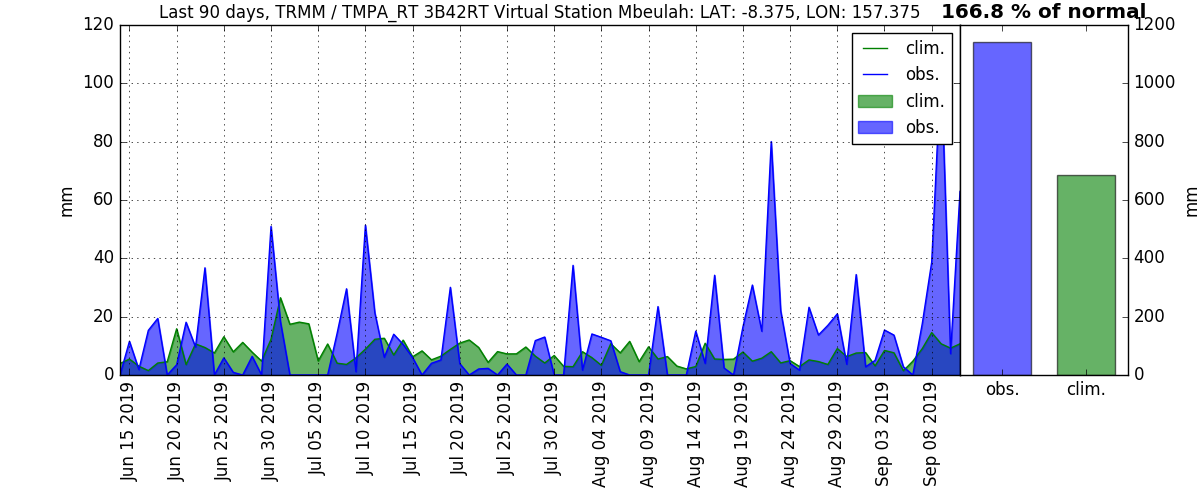 Last 90 days, TRMM / TMPA_RT 3B42RT Virtual Station Mbeulah: LAT: -8.375, LON: 157.375
166.8 % of normal
120
100
80
60
40
20
0
mm
clim.
obs.
clim.
obs.
1200
1000
800
600
400
200
0
mm
Jun 15 2019
Jun 20 2019
Jun 25 2019
Jun 30 2019
Jul 05 2019
Jul 10 2019
Jul 15 2019
Jul 20 2019
Jul 25 2019
Jul 30 2019
Aug 04 2019
Aug 09 2019
Aug 14 2019
Aug 19 2019
Aug 24 2019
Aug 29 2019
Sep 03 2019
Sep 08 2019
obs.
clim.